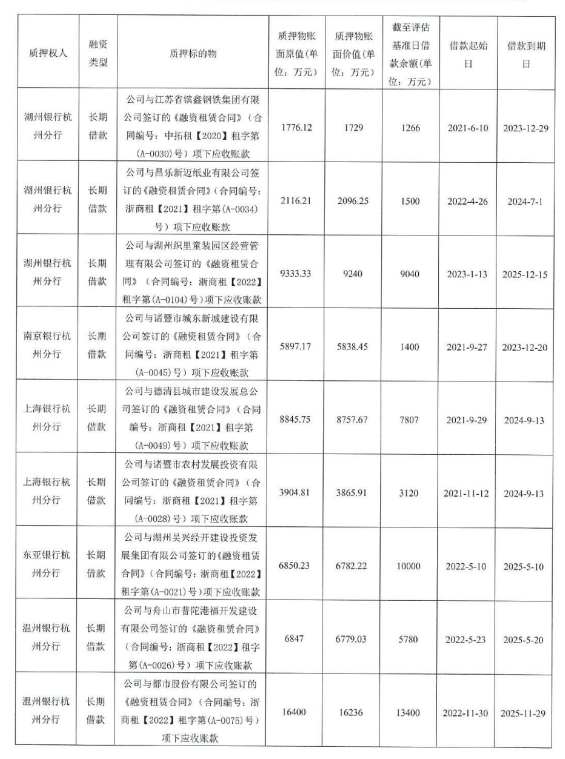 质押权人
融资
类型
质押标的物
质押物账
面原值(单
位：万元)
质押物账
面价值(单
位：万元)
截至评估
基准日借
款余额(单
位：万元)
借款起始
日
借款到期
日
湖州银行杭
州分行
长期
借款
公司与江苏省镔鑫钢铁集团有限
公司签订的《融资租赁合同》（合
同编号：中拓租【2020】租字第
(A-0030)号）项下应收账款
1776.12
1729
1266
2021-6-10
2023-12-29
湖州银行杭
州分行
长期
借款
公司与昌乐新迈纸业有限公司签
订的《融资租赁合同》（合同编号：
浙商租【2021】租字第(A-0034)
号）项下应收账款
2116.21
2096.25
1500
2022-4-26
2024-7-1
湖州银行杭
州分行
长期
借款
公司与湖州织里童装园区经营管
理有限公司签订的《融资租赁合
同》（合同编号：浙商租【2022】
租字第(A-0104)号）项下应收账款
9333.33
9240
9040
2023-1-13
2025-12-15
南京银行杭
州分行
长期
借款
公司与诸暨市城东新城建设有限
公司签订的《融资租赁合同》（合
同编号：浙商租【2021】租字第
(A-0045)号）项下应收账款
5897.17
5838.45
1400
2021-9-27
2023-12-20
上海银行杭
州分行
长期
借款
公司与德清县城市建设发展总公
司签订的《融资租赁合同》（合同
编号：浙商租【2021】租字第
(A-0049)号）项下应收账款
8845.75
8757.67
7807
2021-9-29
2024-9-13
上海银行杭
州分行
长期
借款
公司与诸暨市农村发展投资有限
公司签订的《融资租赁合同》（合
同编号：浙商租【2021】租字第
(A-0028)号）项下应收账款
3904.81
3865.91
3120
2021-11-12
2024-9-13
东亚银行杭
州分行
长期
借款
公司与湖州吴兴经开建设投资发
展集团有限公司签订的《融资租赁
合同》（合同编号：浙商租【2022】
租字第(A-0021)号）项下应收账款
6850.23
6782.22
10000
2022-5-10
2025-5-10
温州银行杭
州分行
长期
借款
公司与舟山市普陀港福开发建设
有限公司签订的《融资租赁合同》
（合同编号：浙商租【2022】租字
第(A-0026)号）项下应收账款
6847
6779.03
5780
2022-5-23
2025-5-20
温州银行杭
州分行
长期
借款
公司与都市股份有限公司签订的
《融资租赁合同》（合同编号：浙
商租【2022】租字第(A-0075)号）
项下应收账款
16400
16236
13400
2022-11-30
2025-11-29